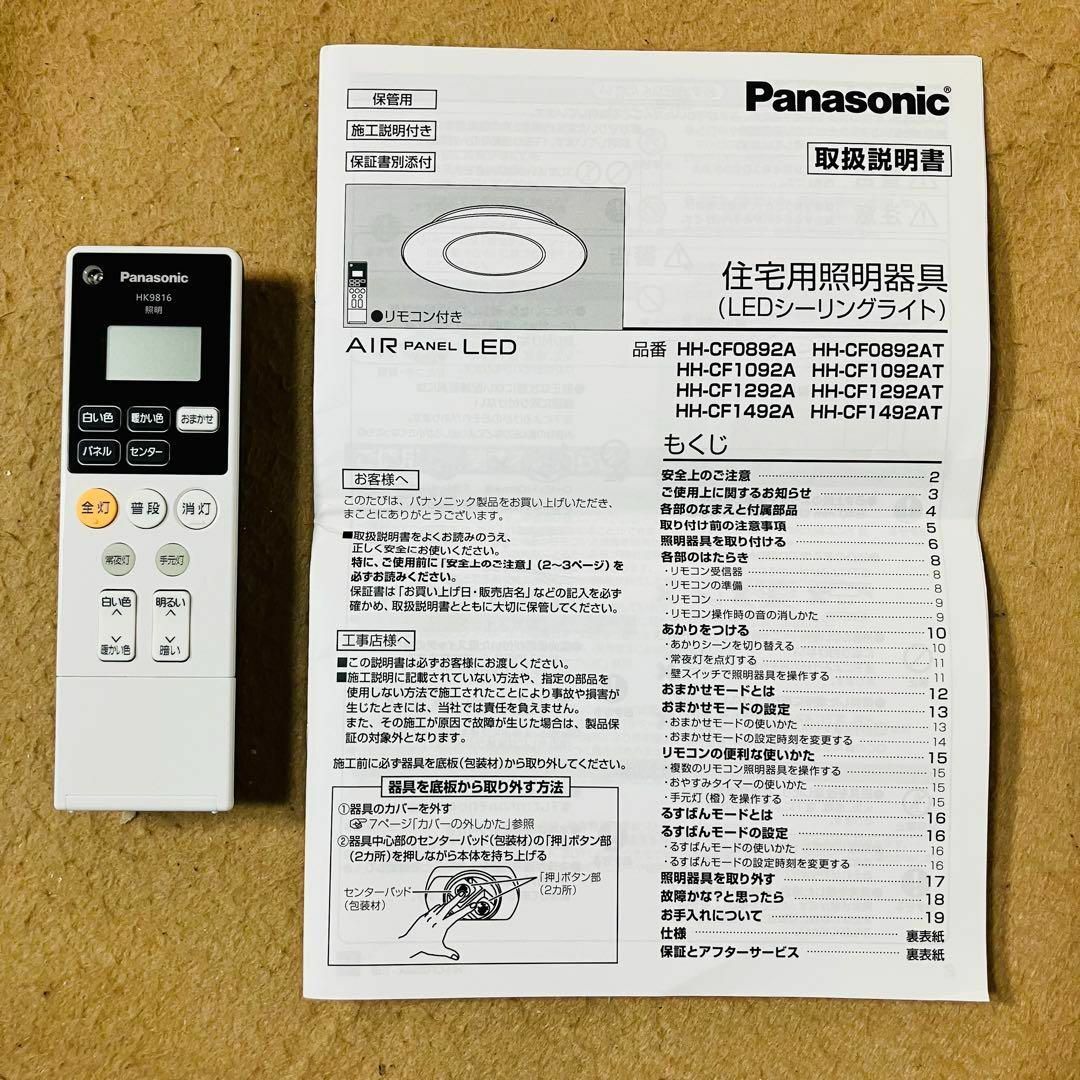 Panasonic
HK9816
照明
白い色 暖かい色 おまかせ
パネル センター
全灯 普段 消灯
常夜灯 手元灯
白い色 明るい
暖かい色 暗い
保管用
施工説明付き
保証書別添付
Panasonic®
取扱説明書
●リモコン付き
AIR PANEL LED
住宅用照明器具
(LEDシーリングライト)
品番 HH-CF0892A HH-CF0892AT
HH-CF1092A HH-CF1092AT
HH-CF1292A HH-CF1292AT
HH-CF1492A HH-CF1492AT
お客様へ
このたびは、パナソニック製品をお買い上げいただき、
まことにありがとうございます。
■取扱説明書をよくお読みのうえ、
正しく安全にお使いください。
特に、ご使用前に「安全上のご注意」(2〜3ページ)を
必ずお読みください。
保証書は「お買い上げ日・販売店名」などの記入を必ず
確かめ、取扱説明書とともに大切に保管してください。
工事店様へ
■この説明書は必ずお客様にお渡しください。
■施工説明に記載されていない方法や、指定の部品を
使用しない方法で施工されたことにより事故や損害が
生じたときには、当社では責任を負えません。
また、その施工が原因で故障が生じた場合は、製品保
証の対象外となります。
施工前に必ず器具を底板(包装材)から取り外してください。
器具を底板から取り外す方法
①器具のカバーを外す
7ページ「カバーの外しかた」参照
②器具中心部のセンターパッド(包装材)の「押」ボタン部
(2カ所)を押しながら本体を持ち上げる
センターパッド
(包装材)
「押」ボタン部
(2カ所)
もくじ
安全上のご注意 2
ご使用上に関するお知らせ 3
各部のなまえと付属部品 4
取り付け前の注意事項 5
照明器具を取り付ける 6
各部のはたらき 8
・リモコン受信器 8
・リモコンの準備 8
・リモコン 9
・リモコン操作時の音の消しかた 9
あかりをつける 10
・あかりシーンを切り替える 10
・常夜灯を点灯する 11
・壁スイッチで照明器具を操作する 11
おまかせモードとは 12
おまかせモードの設定 13
・おまかせモードの使いかた 13
・おまかせモードの設定時刻を変更する 14
リモコンの便利な使いかた 15
・複数のリモコン照明器具を操作する 15
・おやすみタイマーの使いかた 15
・手元灯(橙)を操作する 15
るすばんモードとは 16
るすばんモードの設定 16
・るすばんモードの使いかた 16
・るすばんモードの設定時刻を変更する 16
照明器具を取り外す 17
故障かな?と思ったら 18
お手入れについて 19
仕様 裏表紙
保証とアフターサービス 裏表紙